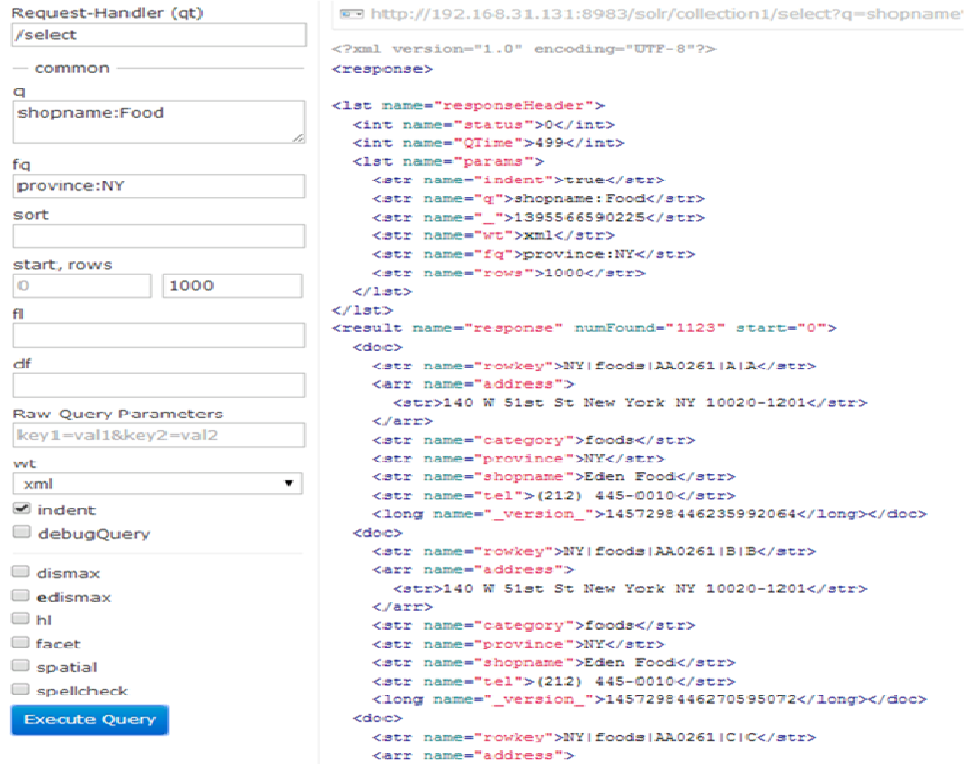 Request-Handler (qt)
/select
common
q
shopname:Food
fq
province:NY
sort
start, rows
0
1000
fl
df
Raw Query Parameters
key1=val1&key2=val2
wt
xml
indent
debugQuery
dismax
edismax
hl
facet
spatial
spellcheck
Execute Query
http://192.168.31.131:8983/solr/collection1/select?q=shopname
<?xml version="1.0" encoding="UTF-8"?>
<response>
<lst name="responseHeader">
<int name="status">0</int>
<int name="QTime">499</int>
<lst name="params">
<str name="indent">true</str>
<str name="q">shopname:Food</str>
<str name="_">1395566590225</str>
<str name="wt">xml</str>
<str name="fq">province:NY</str>
<str name="rows">1000</str>
</lst>
</lst>
<result name="response" numFound="1123" start="0">
<doc>
<str name="rowkey">NY|foods|AA0261|A|A</str>
<arr name="address">
<str>140 W 51st St New York NY 10020-1201</str>
</arr>
<str name="category">foods</str>
<str name="province">NY</str>
<str name="shopname">Eden Food</str>
<str name="tel">(212) 445-0010</str>
<long name="_version_">1457298446235992064</long></doc>
<doc>
<str name="rowkey">NY|foods|AA0261|B|B</str>
<arr name="address">
<str>140 W 51st St New York NY 10020-1201</str>
</arr>
<str name="category">foods</str>
<str name="province">NY</str>
<str name="shopname">Eden Food</str>
<str name="tel">(212) 445-0010</str>
<long name="_version_">1457298446270595072</long></doc>
<doc>
<str name="rowkey">NY|foods|AA0261|C|C</str>
<arr name="address">